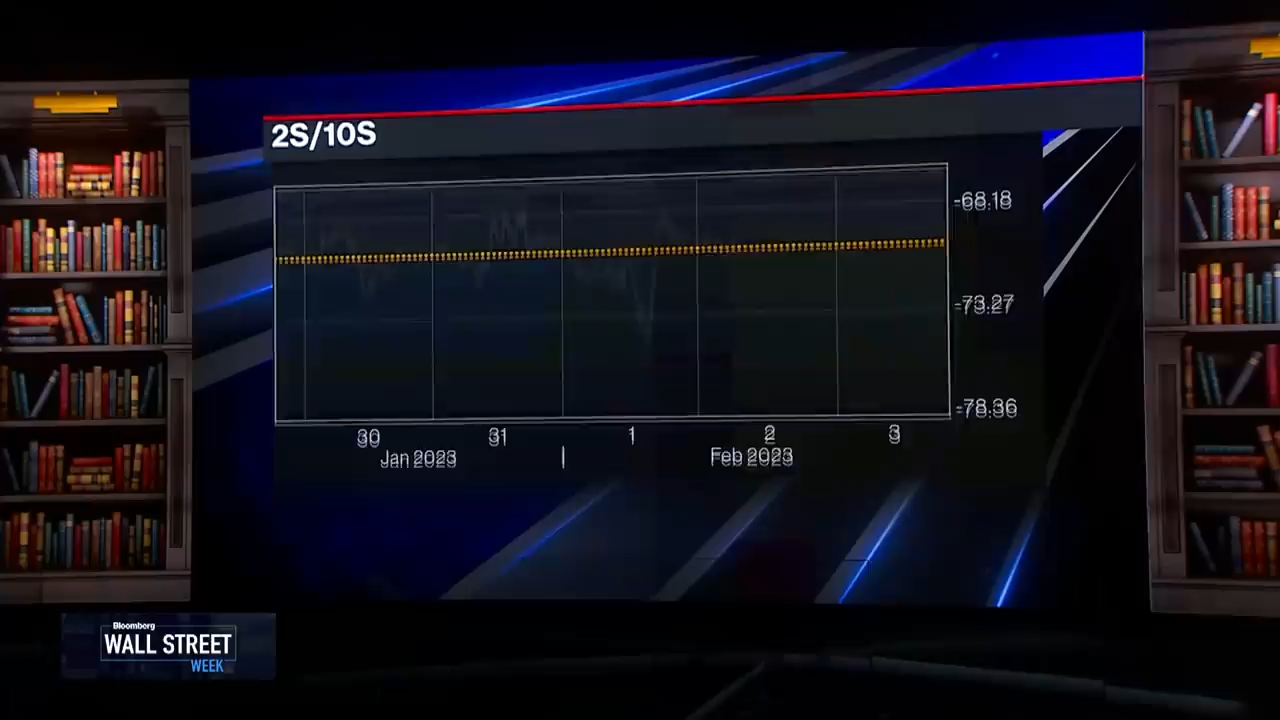 2S/10S
-68.18
-73.27
-78.36
30
31
1
2
3
Jan 2023
|
Feb 2023
Bloomberg
WALL STREET
WEEK